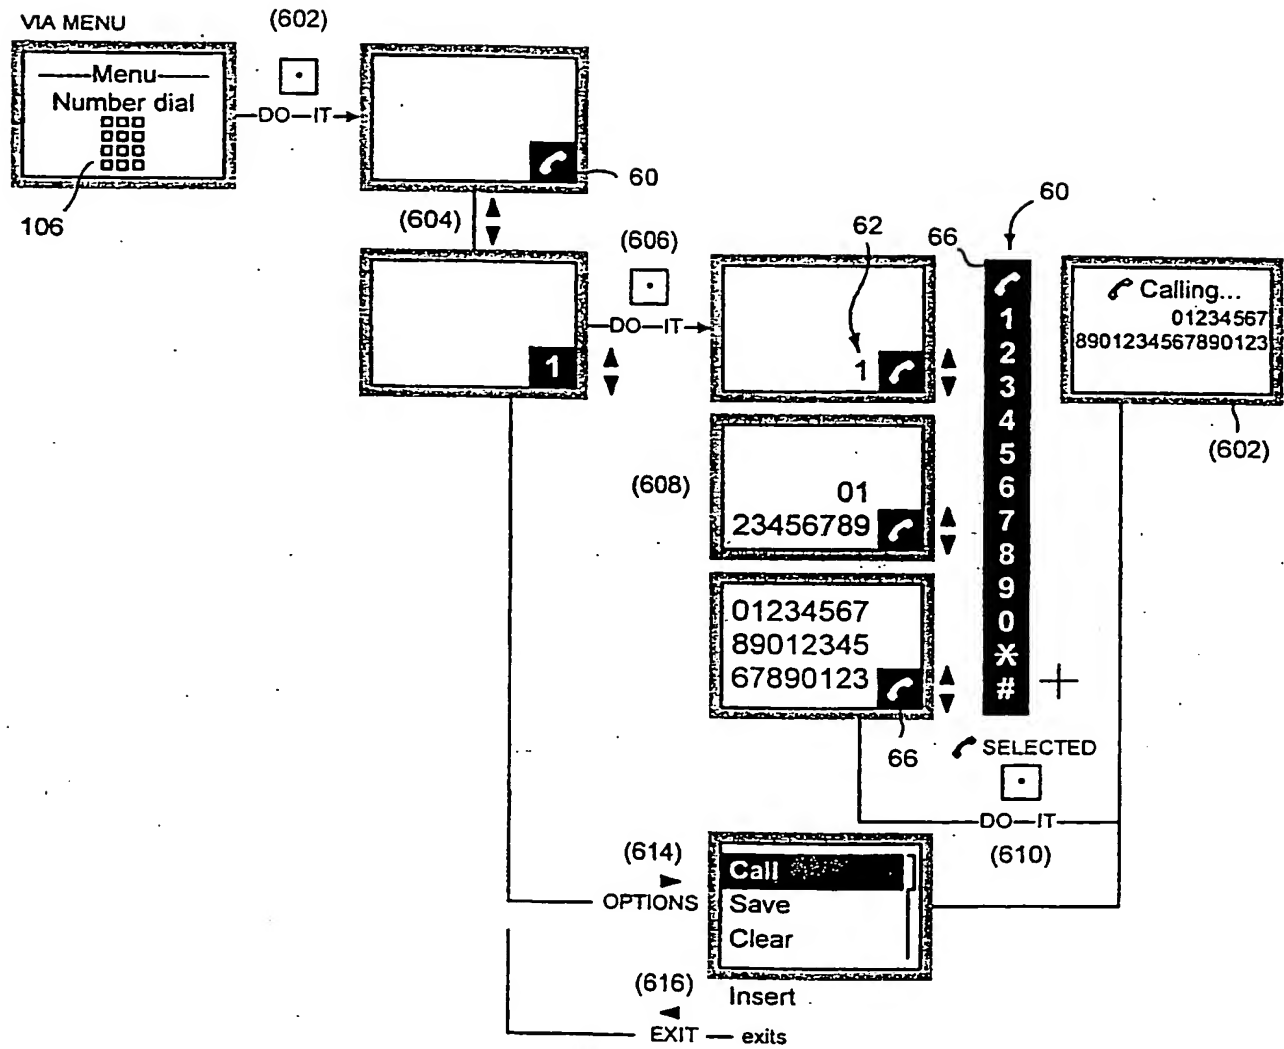 VIA MENU
(602)
Menu
Number dial
DO—IT
106
60
(604)
(606)
1
DO—IT
62
1
66
60
1
2
3
4
5
6
7
8
9
0
*
#
Calling...
01234567
8901234567890123
(602)
(608)
01
23456789
01234567
89012345
67890123
66
SELECTED
DO—IT
(610)
(614)
OPTIONS
Call
Save
Clear
Insert
(616)
EXIT — exits